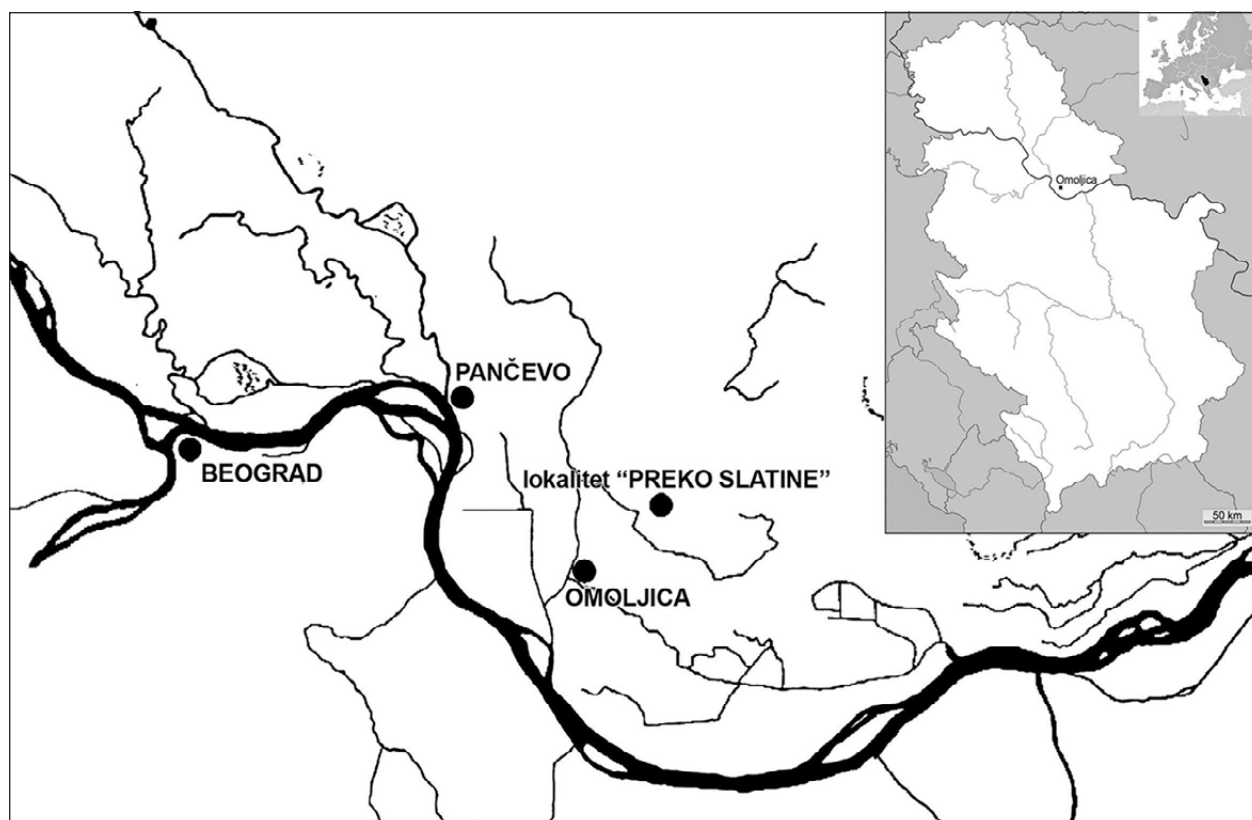 Omoljica
PANČEVO
BEOGRAD
lokalitet “PREKO SLATINE”
50 km
OMOLJICA